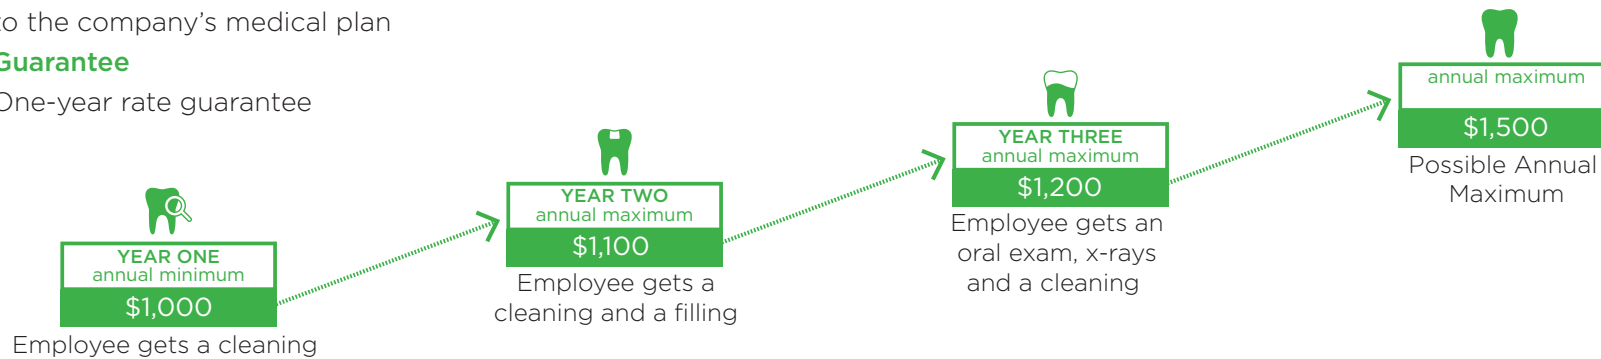 to the company's medical plan
Guarantee
One-year rate guarantee
YEAR ONE
annual minimum
$1,000
Employee gets a cleaning
YEAR TWO
annual maximum
$1,100
Employee gets a
cleaning and a filling
YEAR THREE
annual maximum
$1,200
Employee gets an
oral exam, x-rays
and a cleaning
annual maximum
$1,500
Possible Annual
Maximum